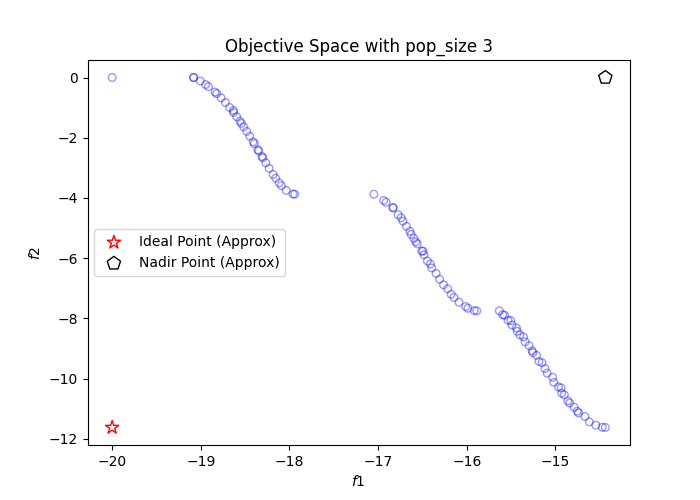 Objective Space with pop_size 3
0
−2
−4
−6
−8
−10
−12
f2
Ideal Point (Approx)
Nadir Point (Approx)
−20
−19
−18
−17
−16
−15
f1